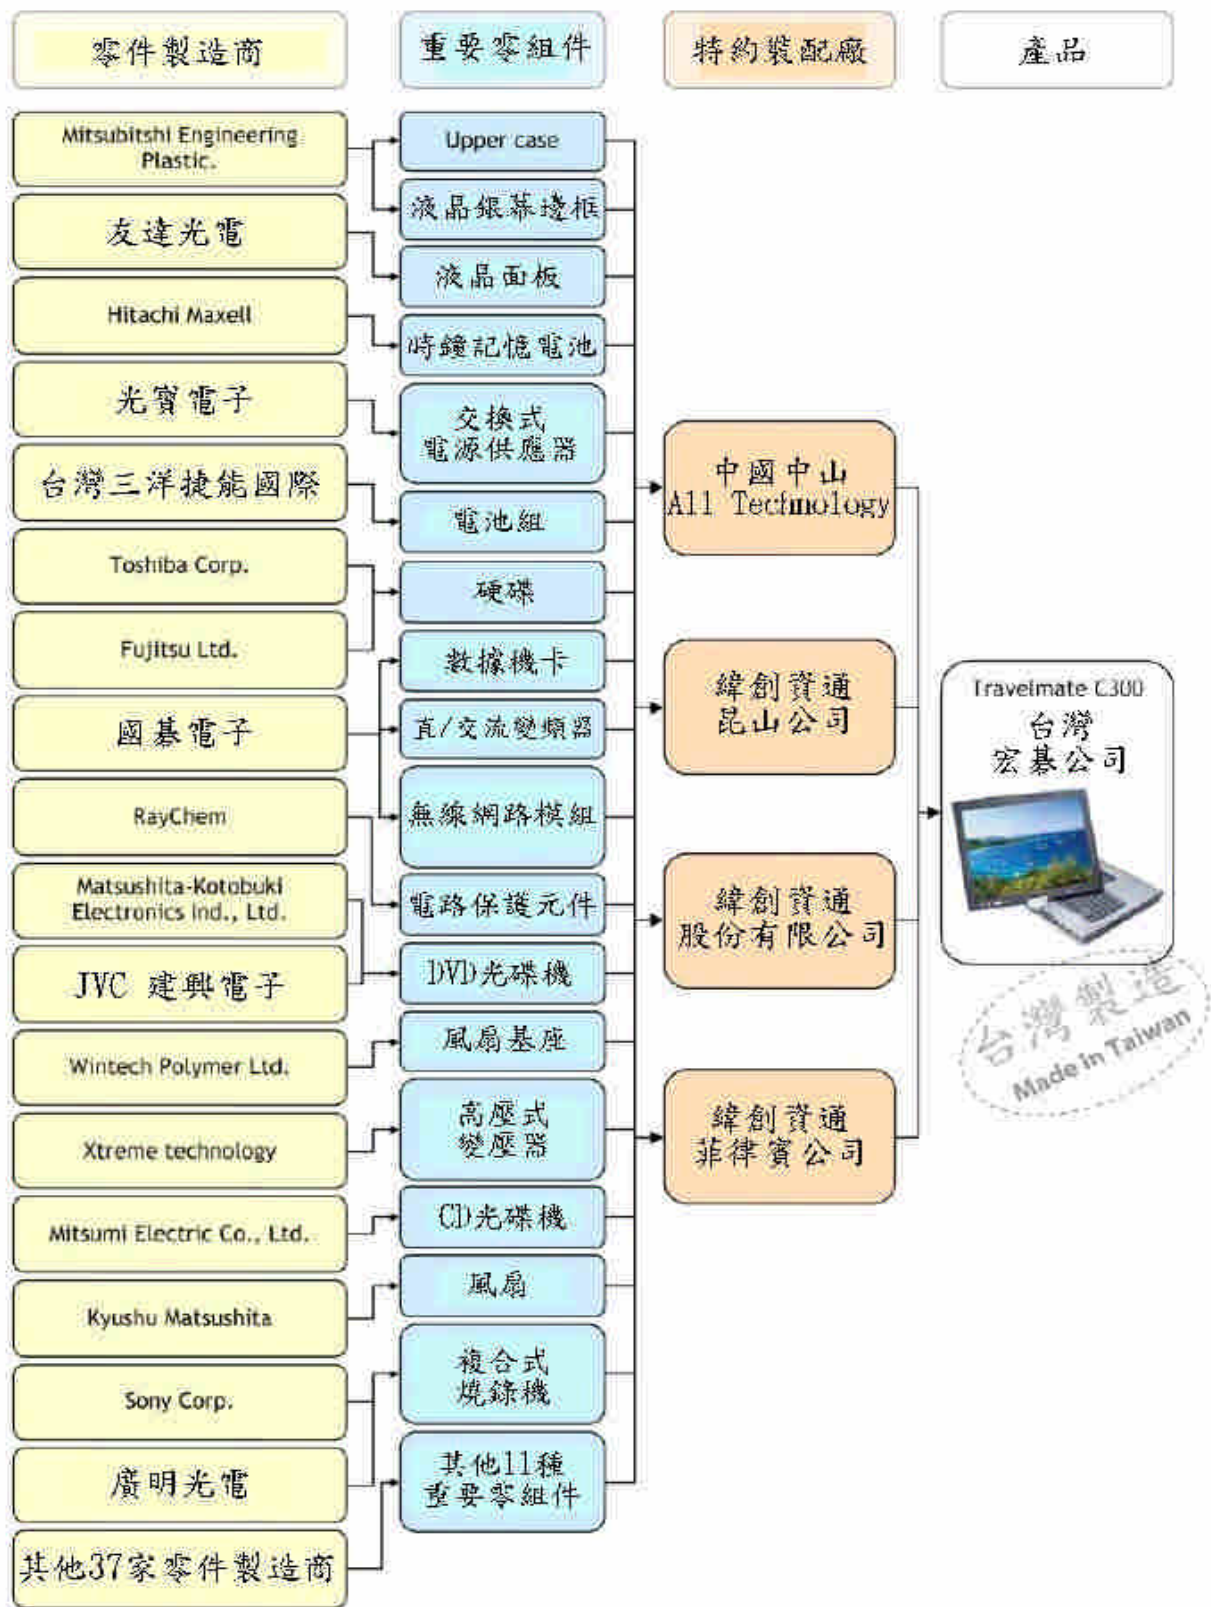 零件製造商
重要零組件
特約裝配廠
產品
Mitsubitshi Engineering
Plastic.
友達光電
Hitachi Maxell
光寶電子
台灣三洋捷能國際
Toshiba Corp.
Fujitsu Ltd.
國碁電子
RayChem
Matsushita-Kotobuki
Electronics Ind., Ltd.
JVC 建興電子
Wintech Polymer Ltd.
Xtreme technology
Mitsumi Electric Co., Ltd.
Kyushu Matsushita
Sony Corp.
廣明光電
其他37家零件製造商
Upper case
液晶銀幕邊框
液晶面板
時鐘記憶電池
交換式
電源供應器
電池組
硬碟
數據機卡
直/交流變頻器
無線網路模組
電路保護元件
DVD光碟機
風扇基座
高壓式
變壓器
CD光碟機
風扇
複合式
燒錄機
其他11種
重要零組件
中國中山
All Technology
緯創資通
昆山公司
緯創資通
股份有限公司
緯創資通
菲律賓公司
Travelmate C300
台灣
宏碁公司
台灣製造
Made in Taiwan